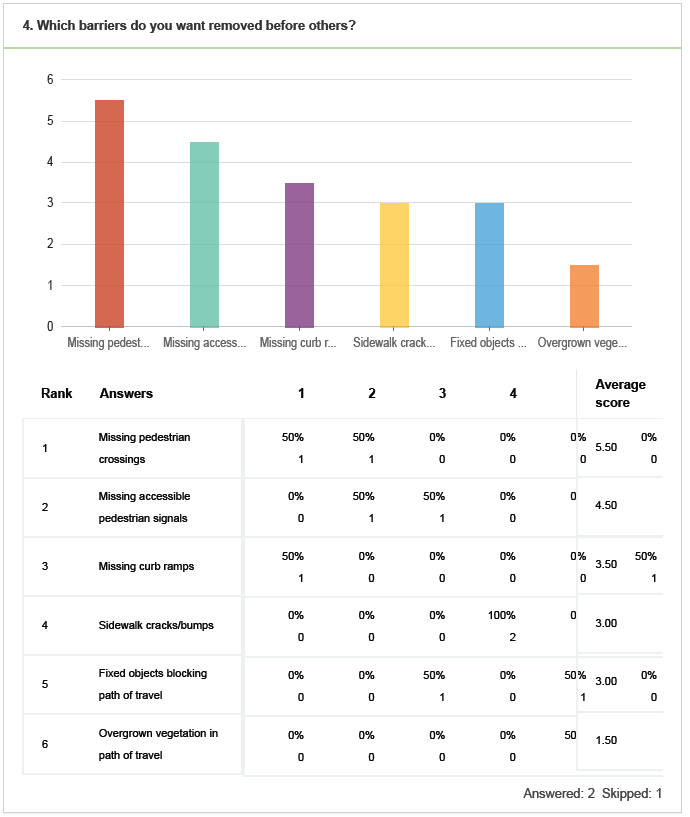 4. Which barriers do you want removed before others?
6
5
4
3
2
1
0
Missing pedest... Missing access... Missing curb r... Sidewalk crack... Fixed objects ... Overgrown vege...
Rank Answers 1 2 3 4 Average
score
1 Missing pedestrian 50% 50% 0% 0% 0% 5.50 0%
crossings 1 1 0 0 0 0
2 Missing accessible 0% 50% 50% 0% 0 4.50
pedestrian signals 0 1 1 0
3 Missing curb ramps 50% 0% 0% 0% 0% 3.50 50%
1 0 0 0 0 1
4 Sidewalk cracks/bumps 0% 0% 0% 100% 0 3.00
0 0 0 2
5 Fixed objects blocking 0% 0% 50% 0% 50% 3.00 0%
path of travel 0 0 1 0 1 0
6 Overgrown vegetation in 0% 0% 0% 0% 50 1.50
path of travel 0 0 0 0
Answered: 2 Skipped: 1